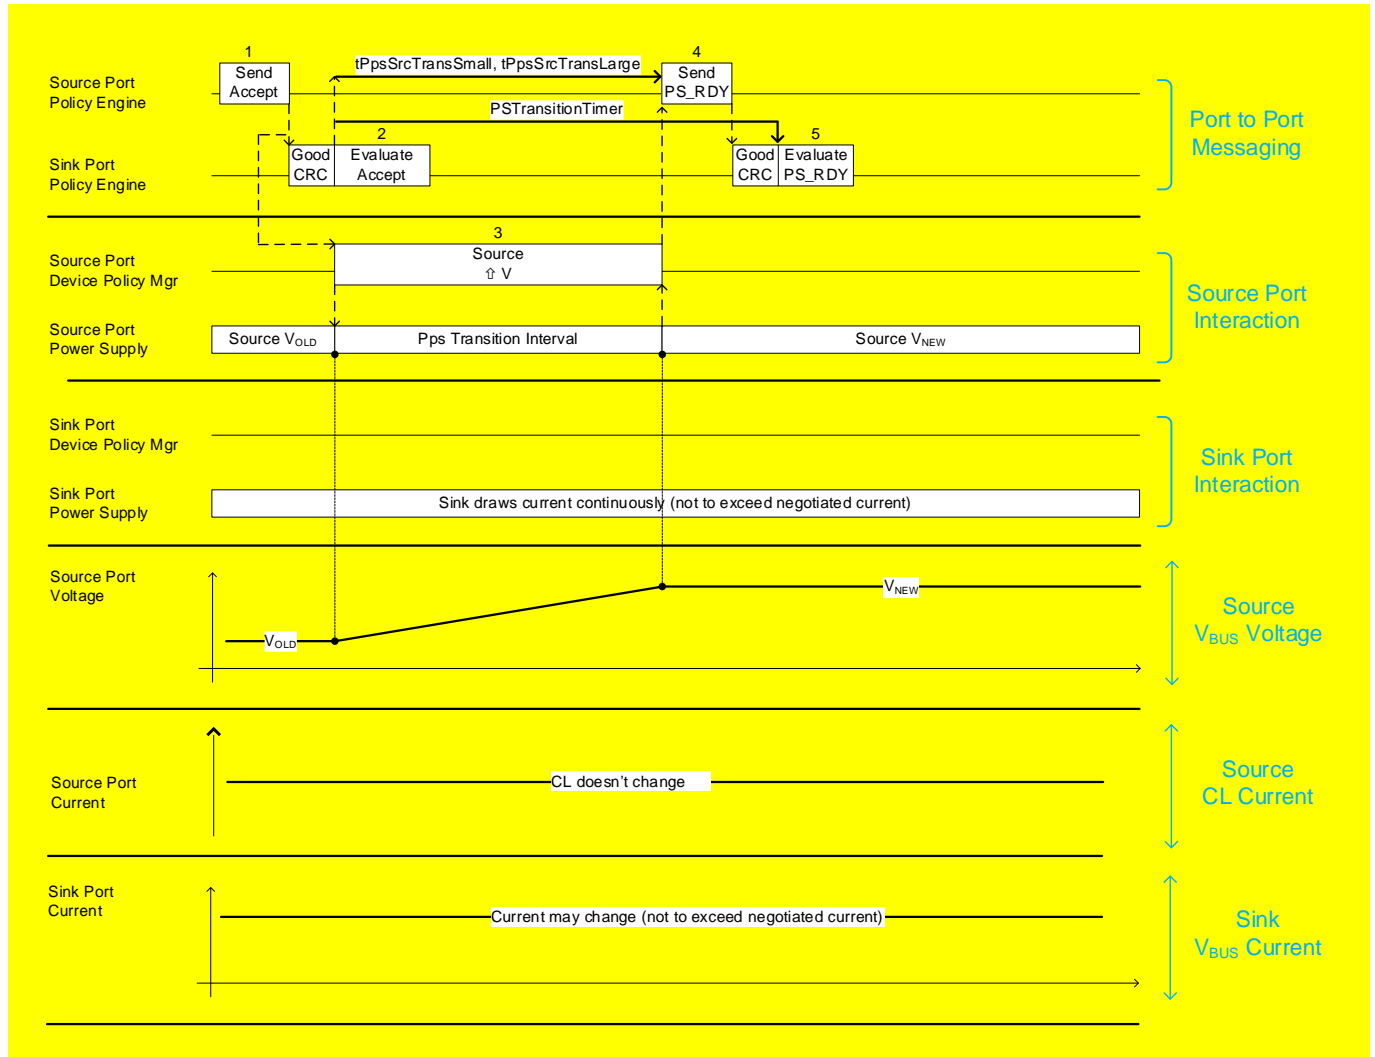 1
4
Send
Accept
tPpsSrcTransSmall, tPpsSrcTransLarge
Send
PS_RDY
Source Port
Policy Engine
PSTransitionTimer
2
5
Good
CRC
Evaluate
Accept
Good
CRC
Evaluate
PS_RDY
Sink Port
Policy Engine
Port to Port
Messaging
3
Source
⇧ V
Source Port
Device Policy Mgr
Source Port
Power Supply
Source VOLD
Pps Transition Interval
Source VNEW
Source Port
Interaction
Sink Port
Device Policy Mgr
Sink Port
Power Supply
Sink draws current continuously (not to exceed negotiated current)
Sink Port
Interaction
Source Port
Voltage
VOLD
VNEW
Source
VBUS Voltage
Source Port
Current
CL doesn't change
Source
CL Current
Sink Port
Current
Current may change (not to exceed negotiated current)
Sink
VBUS Current